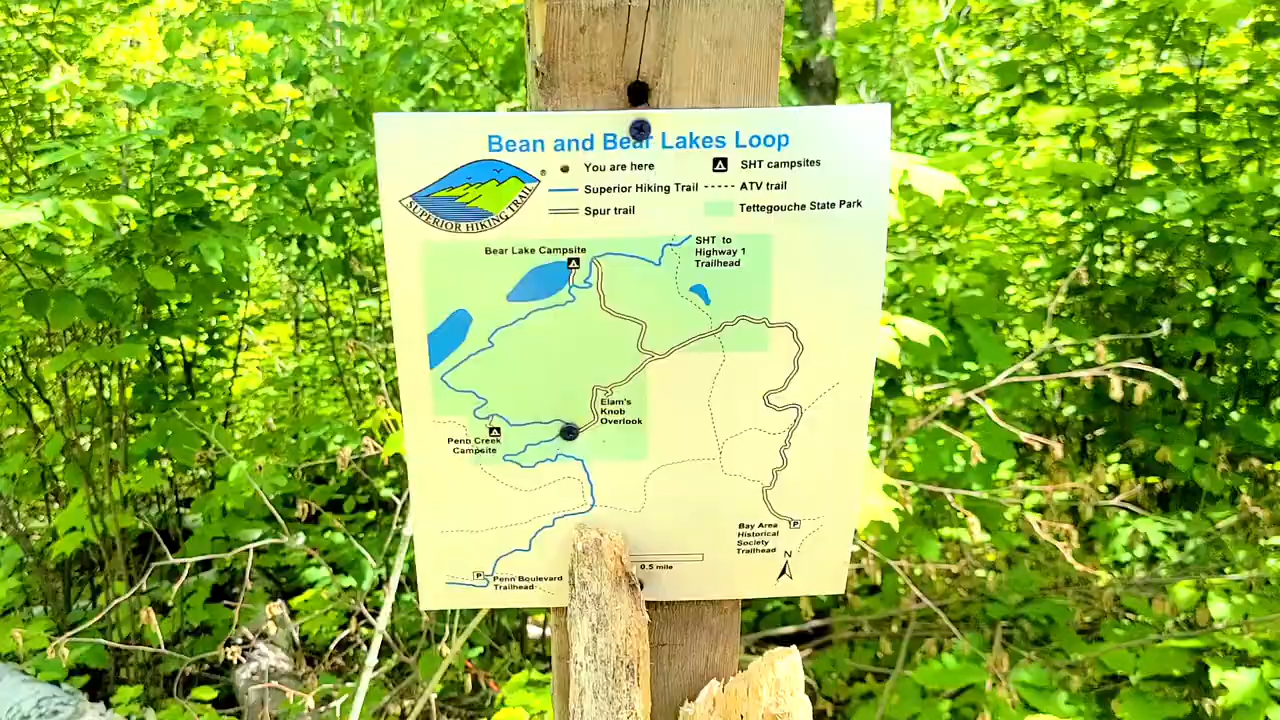 Bean and Bear Lakes Loop
SUPERIOR HIKING TRAIL
®
You are here
SHT campsites
Superior Hiking Trail
ATV trail
Spur trail
Tettegouche State Park
Bear Lake Campsite
SHT to
Highway 1
Trailhead
Elam's
Knob
Overlook
Penn Creek
Campsite
Bay Area
Historical
Society
Trailhead
P
N
0.5 mile
P
Penn Boulevard
Trailhead